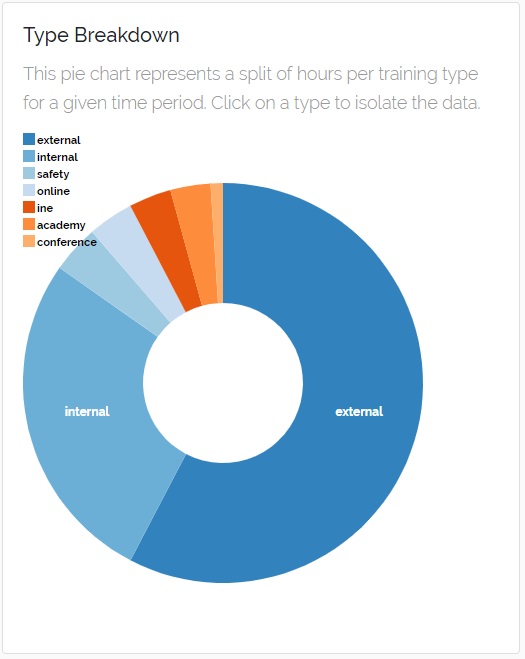 Type Breakdown
This pie chart represents a split of hours per training type
for a given time period. Click on a type to isolate the data.
external
internal
safety
online
ine
academy
conference
internal
external